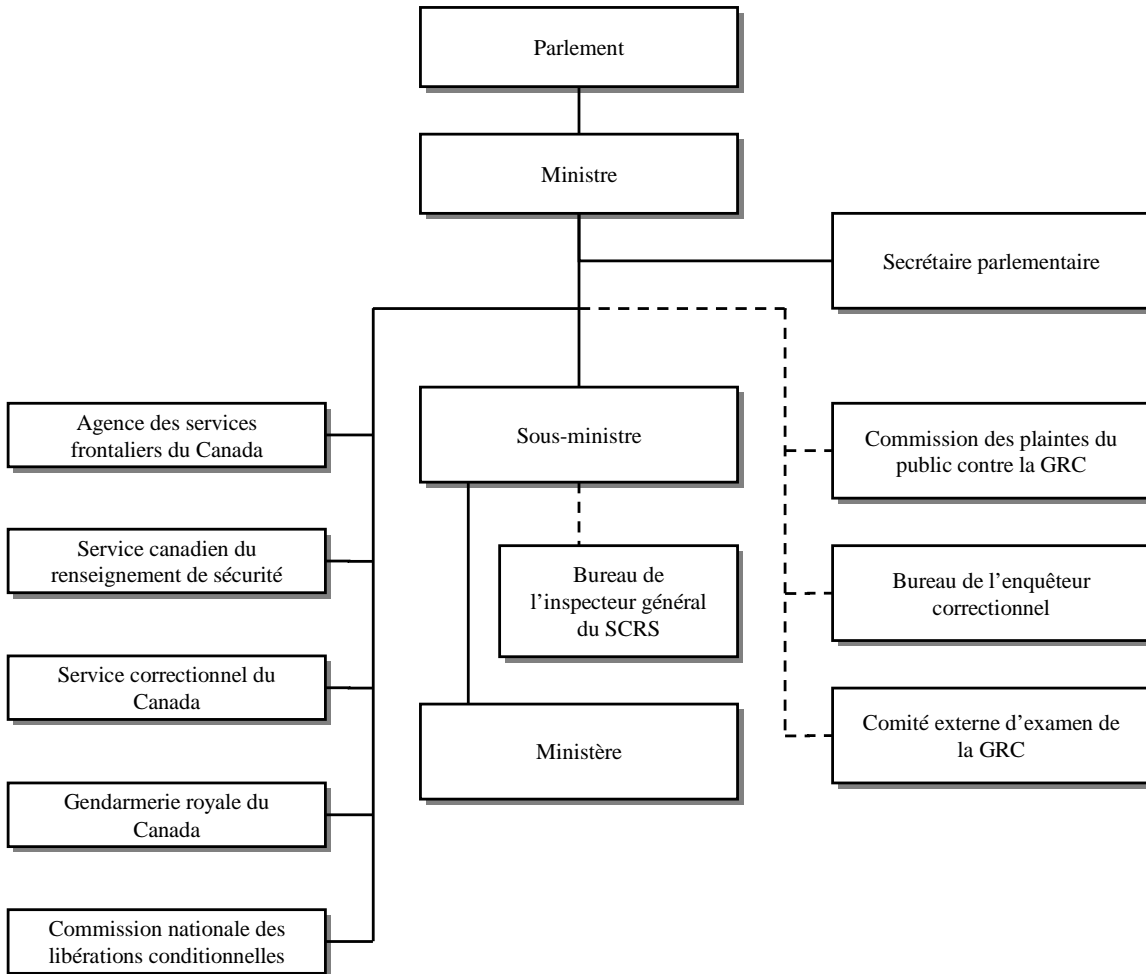 Parlement
Ministre
Secrétaire parlementaire
Agence des services
frontaliers du Canada
Sous-ministre
Commission des plaintes du
public contre la GRC
Service canadien du
renseignement de sécurité
Bureau de
l’inspecteur général
du SCRS
Bureau de l’enquêteur
correctionnel
Service correctionnel du
Canada
Ministère
Comité externe d’examen de
la GRC
Gendarmerie royale du
Canada
Commission nationale des
libérations conditionnelles